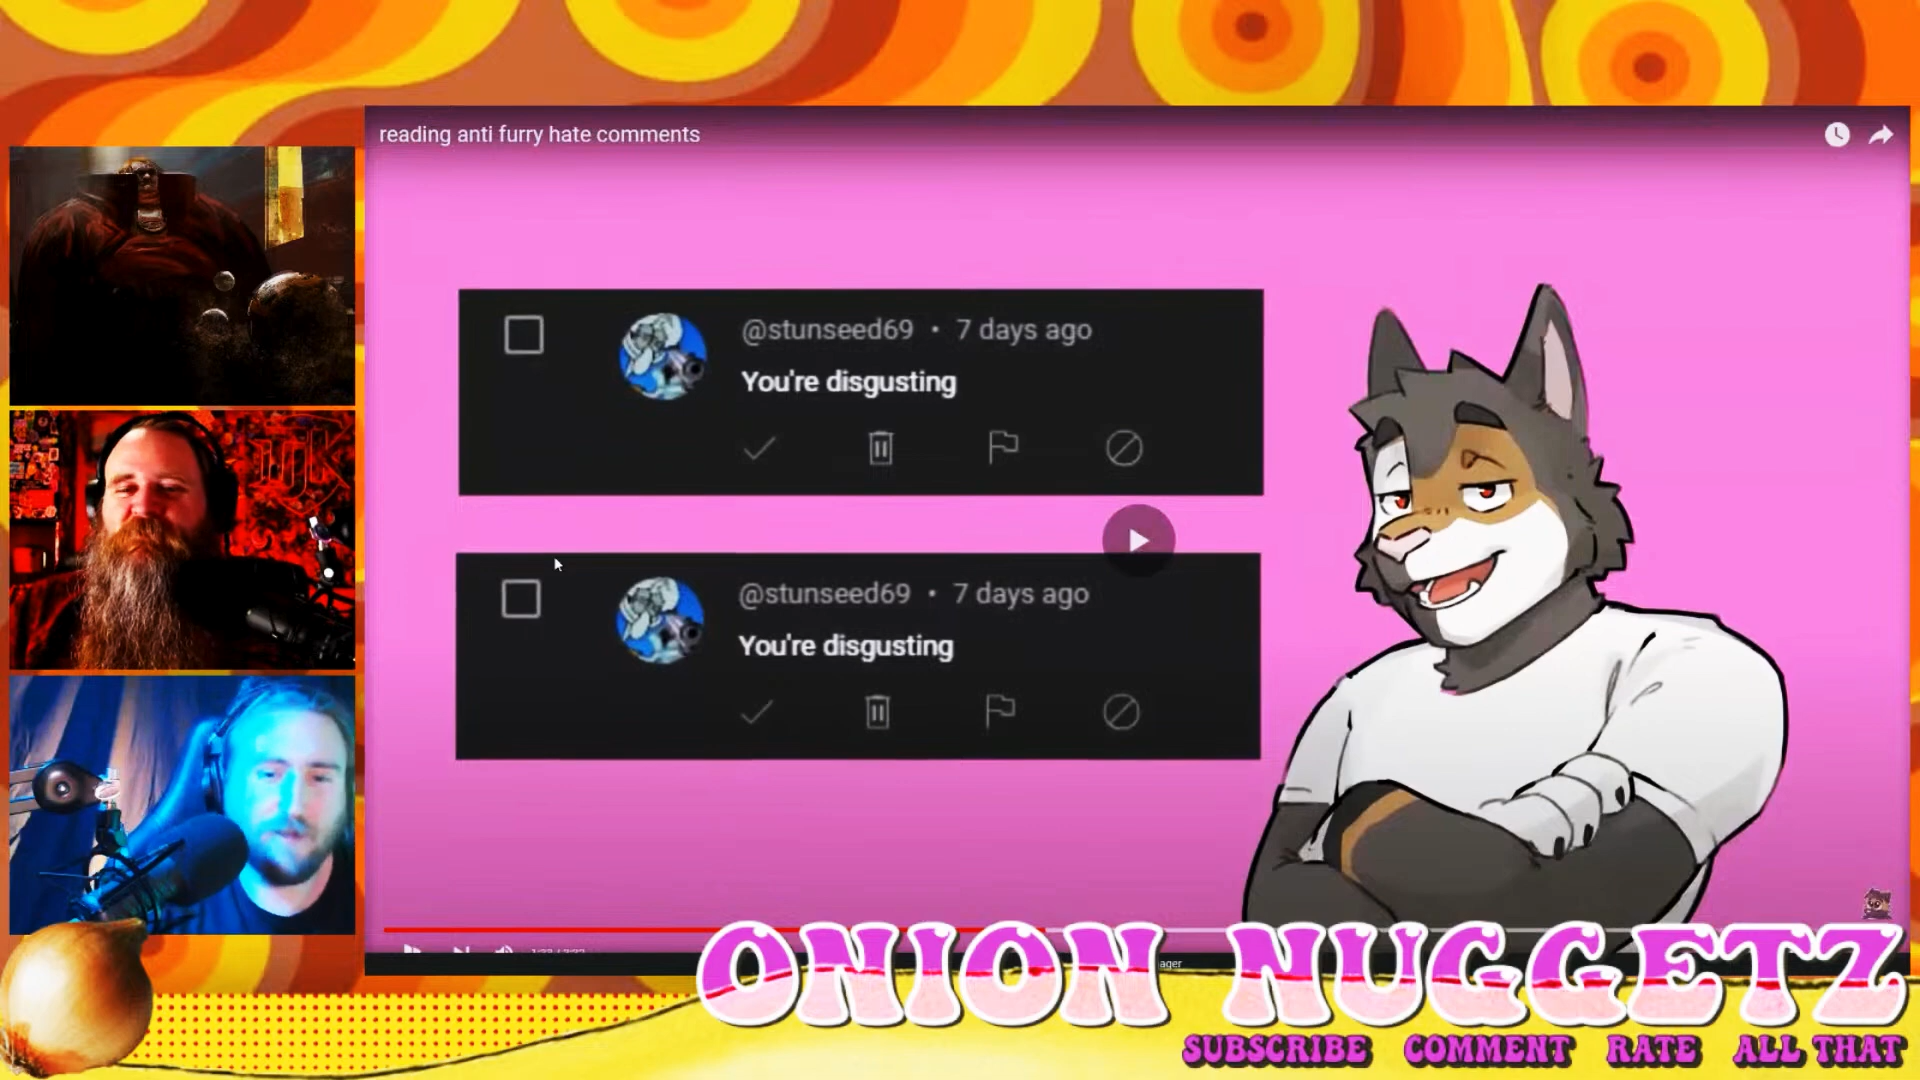 reading anti furry hate comments
@stunseed69 • 7 days ago
You're disgusting
@stunseed69 • 7 days ago
You're disgusting
ager
ONION NUGGETZ
SUBSCRIBE COMMENT RATE ALL THAT